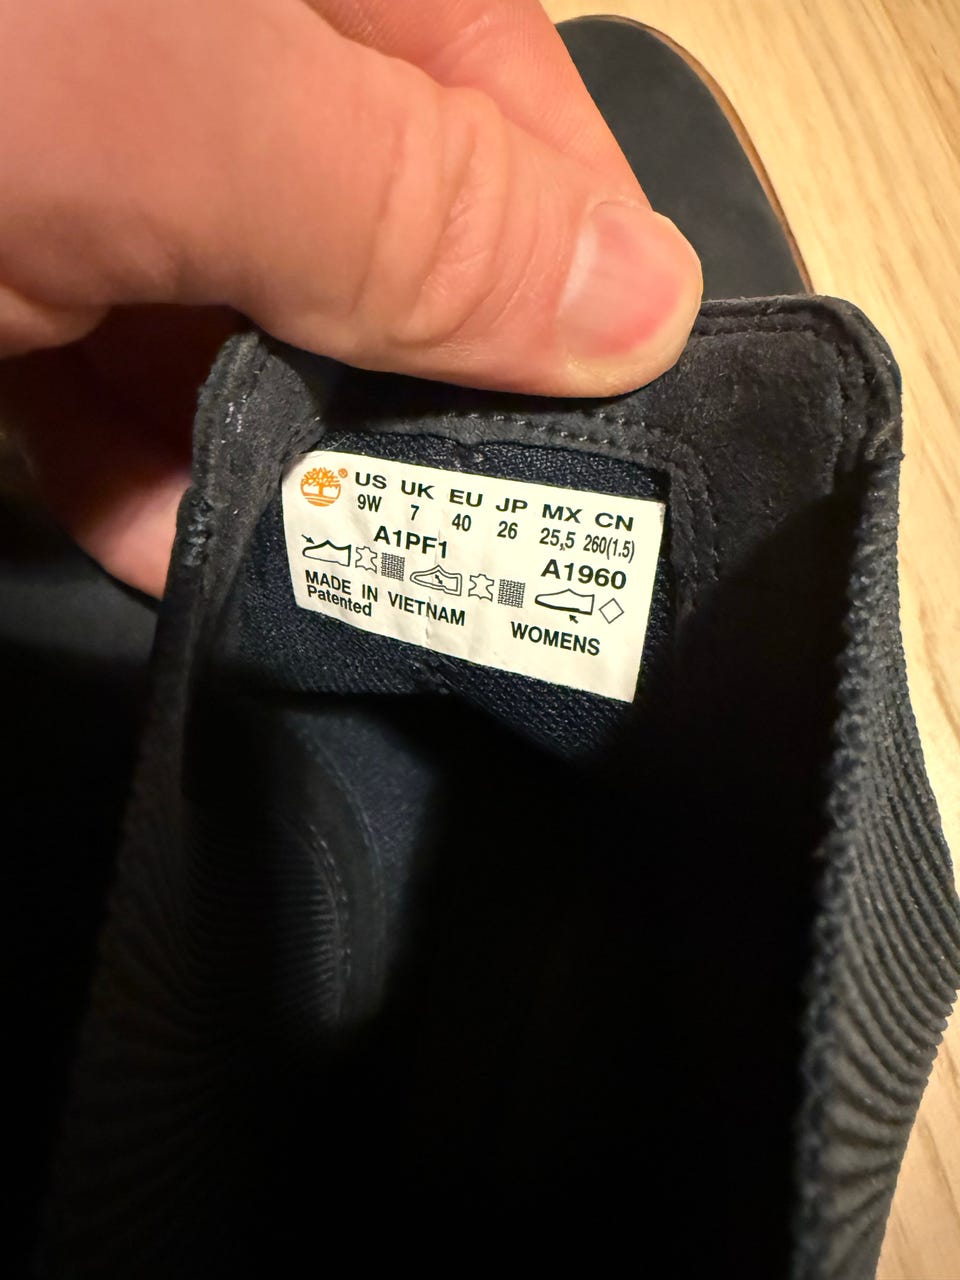 US UK EU JP MX CN
9W 7 40 26 25,5 260(1.5)
A1PF1 A1960
MADE IN VIETNAM
Patented
WOMENS
®